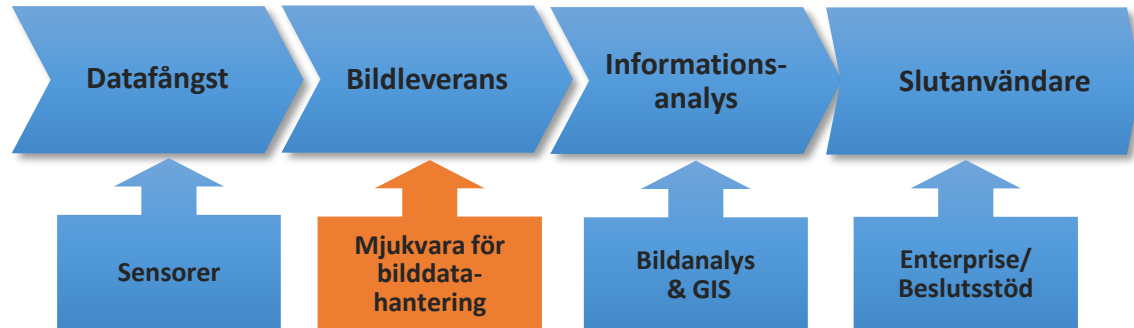 Datafångst
Bildleverans
Informations-
analys
Slutanvändare
Sensorer
Mjukvara för
bilddata-
hantering
Bildanalys
& GIS
Enterprise/
Beslutsstöd